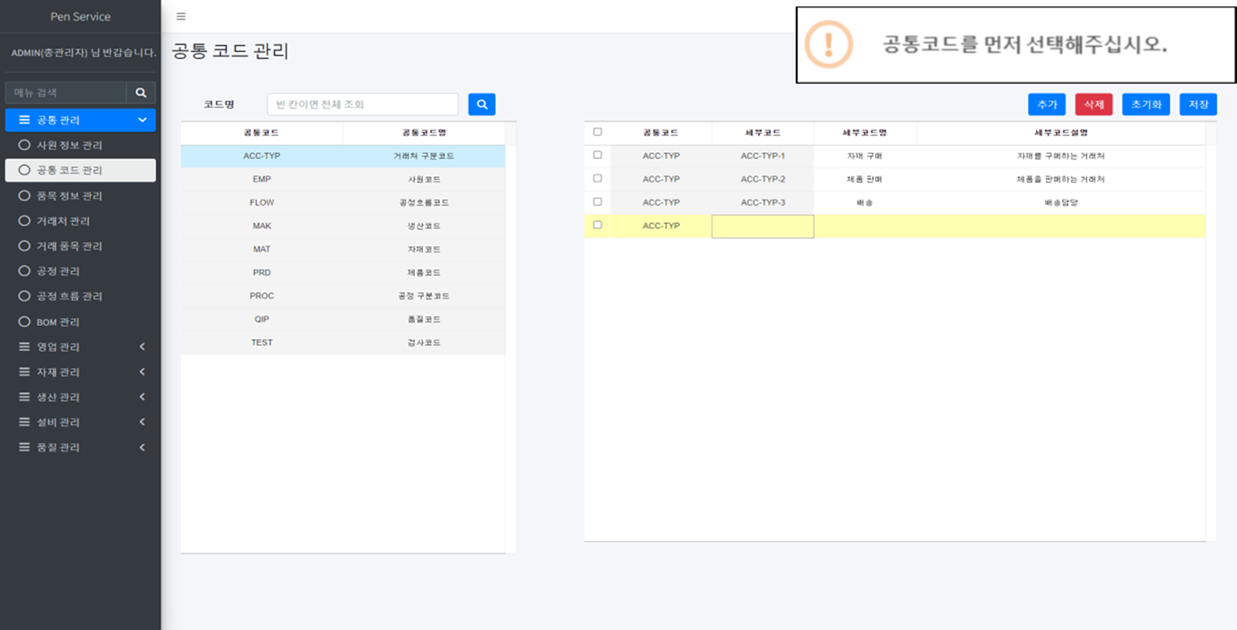 Pen Service
ADMIN(총관리자) 님 반갑습니다.
메뉴 검색
공통 관리
사원 정보 관리
공통 코드 관리
품목 정보 관리
거래처 관리
거래 품목 관리
공정 관리
공정 흐름 관리
BOM 관리
영업 관리
자재 관리
생산 관리
설비 관리
품질 관리
공통 코드 관리
공통코드를 먼저 선택해주십시오.
코드명 빈 칸이면 전체 조회
추가 삭제 초기화 저장
공통코드 공통코드명
ACC-TYP 거래처 구분코드
EMP 사원코드
FLOW 공정흐름코드
MAK 생산코드
MAT 자재코드
PRD 제품코드
PROC 공정 구분코드
QIP 품질코드
TEST 검사코드
공통코드 세부코드 세부코드명 세부코드설명
ACC-TYP ACC-TYP-1 자재 구매 자재를 구매하는 거래처
ACC-TYP ACC-TYP-2 제품 판매 제품을 판매하는 거래처
ACC-TYP ACC-TYP-3 배송 배송담당
ACC-TYP